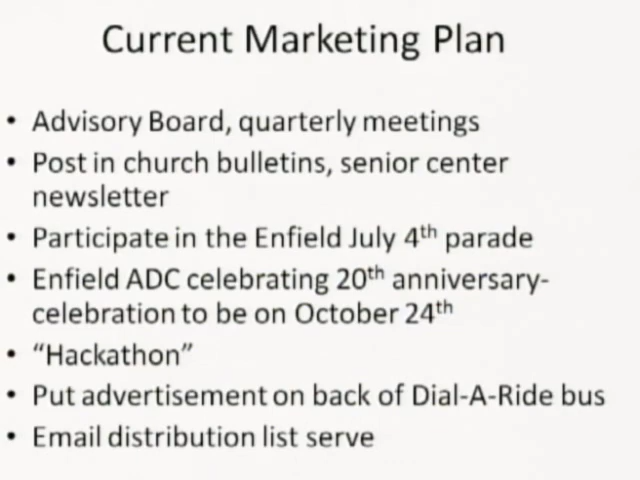 Current Marketing Plan
• Advisory Board, quarterly meetings
• Post in church bulletins, senior center
newsletter
• Participate in the Enfield July 4th parade
• Enfield ADC celebrating 20th anniversary-
celebration to be on October 24th
• “Hackathon”
• Put advertisement on back of Dial-A-Ride bus
• Email distribution list serve